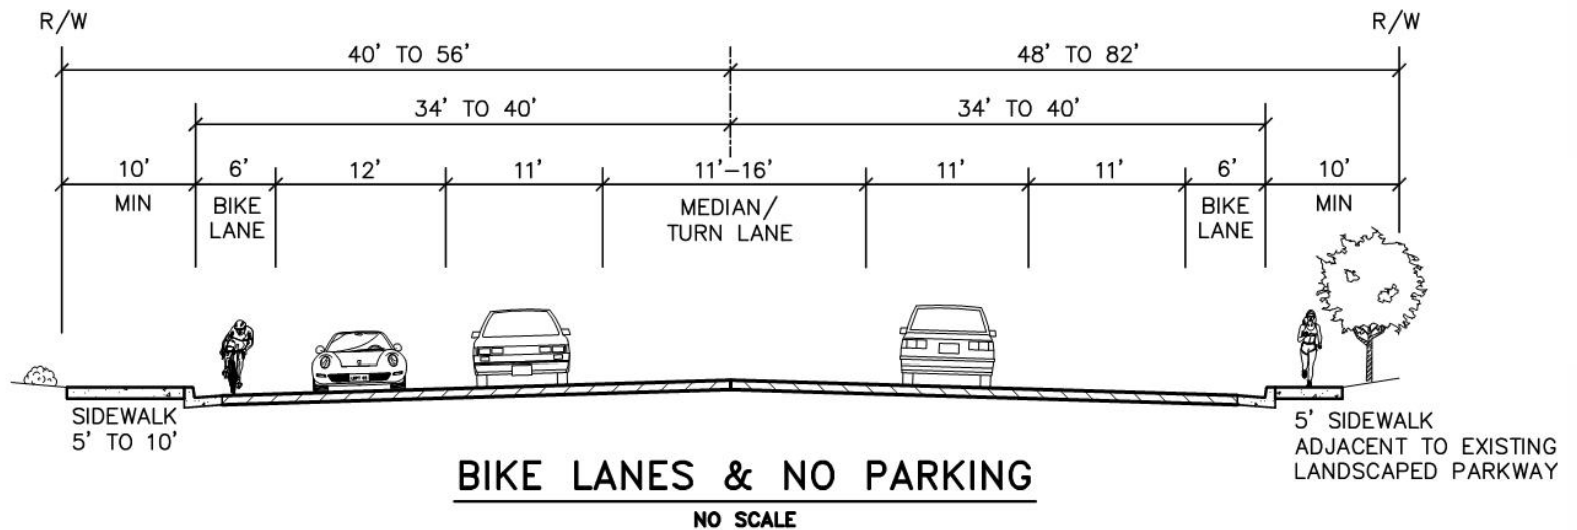 R/W R/W
40' TO 56' 48' TO 82'
34' TO 40' 34' TO 40'
10' 6' 12' 11' 11'-16' 11' 11' 6' 10'
MIN BIKE LANE MEDIAN/ TURN LANE BIKE LANE MIN
SIDEWALK
5' TO 10'
5' SIDEWALK
ADJACENT TO EXISTING
LANDSCAPED PARKWAY
BIKE LANES & NO PARKING
NO SCALE